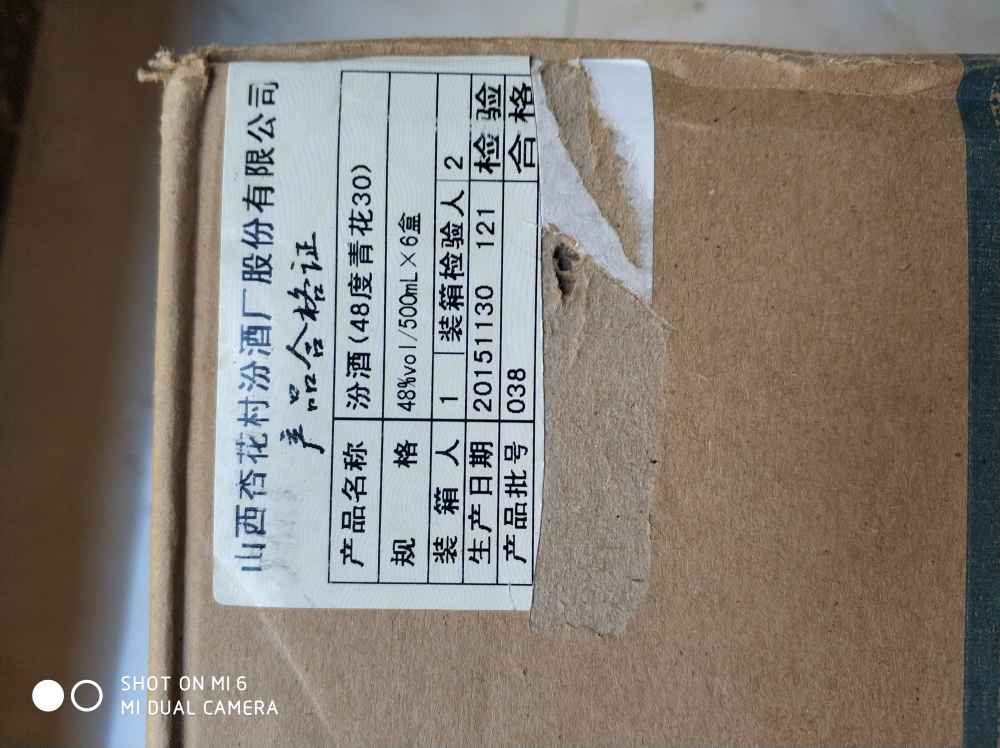 山西杏花村汾酒厂股份有限公司
产品合格证
产品名称 汾酒(48度青花30)
规 格 48%vol/500mL×6盒
装 箱 人 1 装箱检验人 2
生产日期 20151130 121 检验
产品批号 038 合格
SHOT ON MI 6
MI DUAL CAMERA